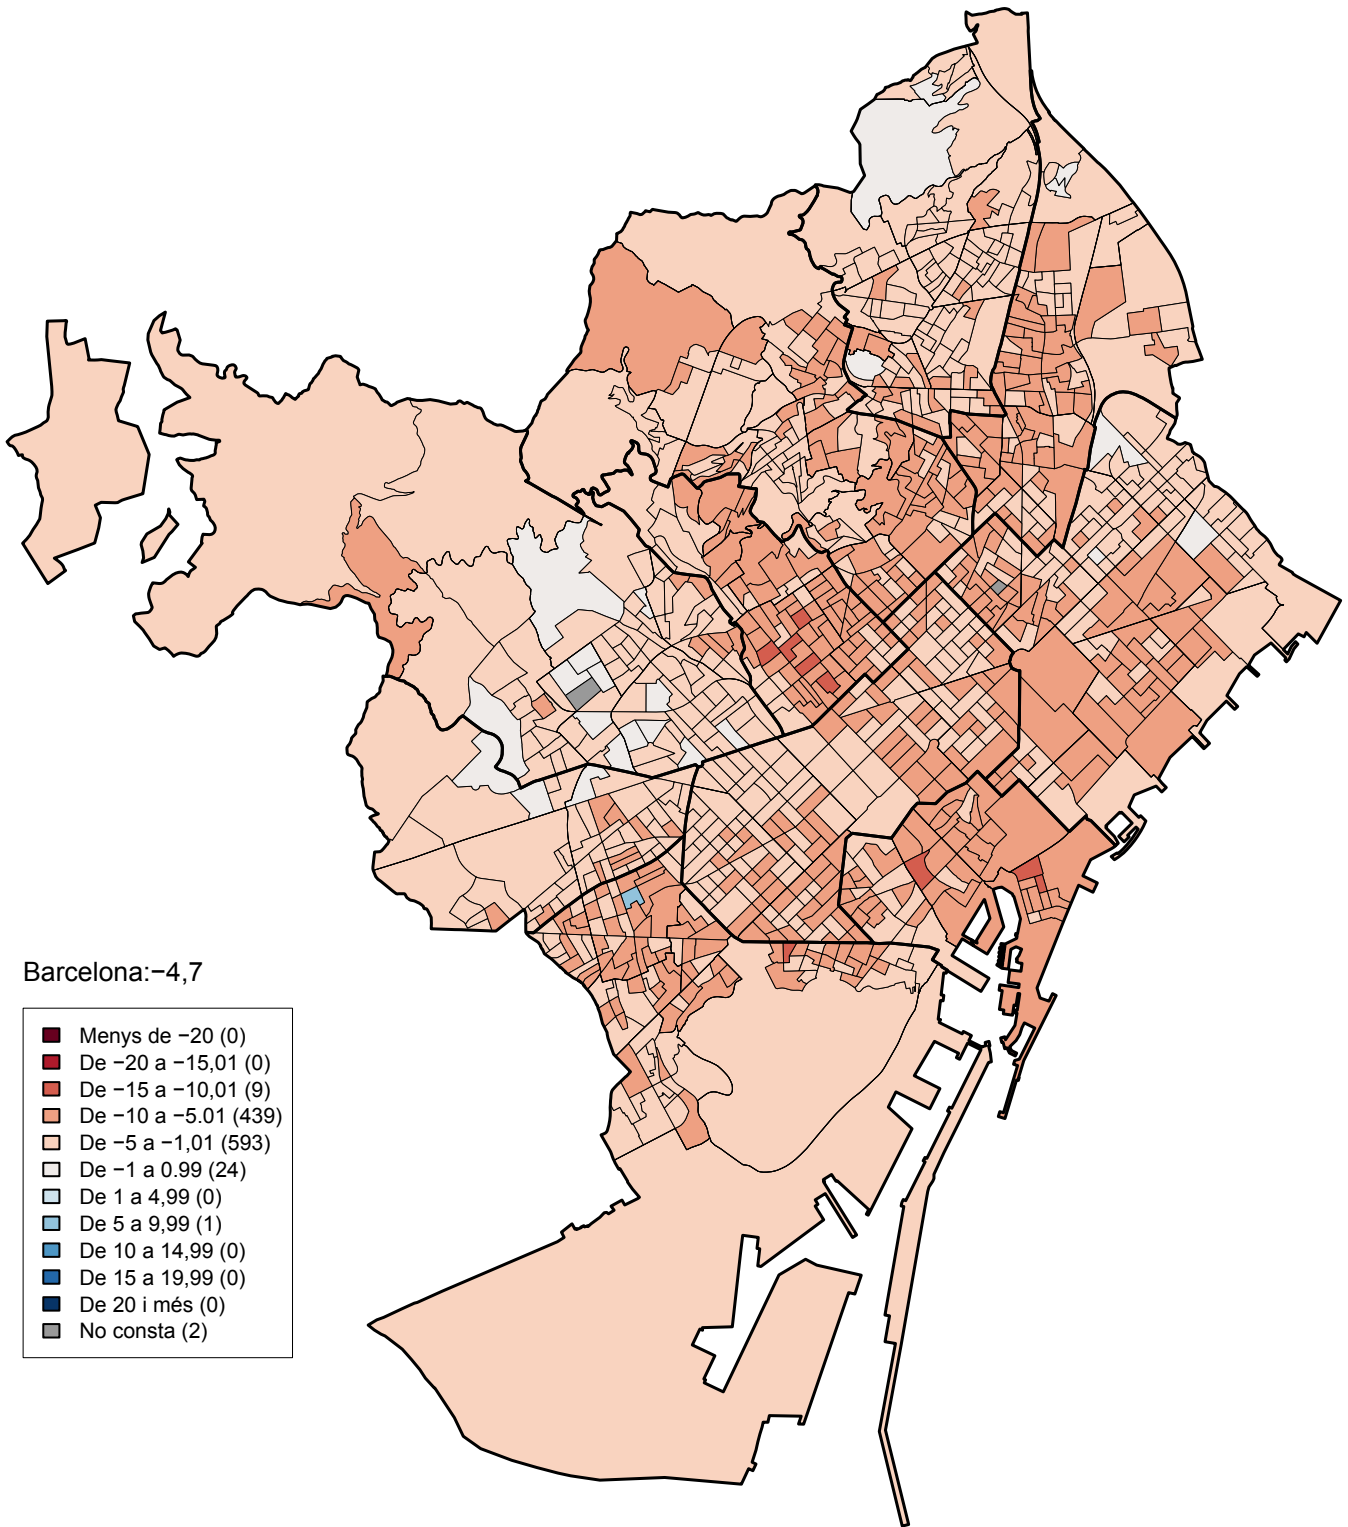 Barcelona:−4,7
Menys de −20 (0)
De −20 a −15,01 (0)
De −15 a −10,01 (9)
De −10 a −5.01 (439)
De −5 a −1,01 (593)
De −1 a 0.99 (24)
De 1 a 4,99 (0)
De 5 a 9,99 (1)
De 10 a 14,99 (0)
De 15 a 19,99 (0)
De 20 i més (0)
No consta (2)